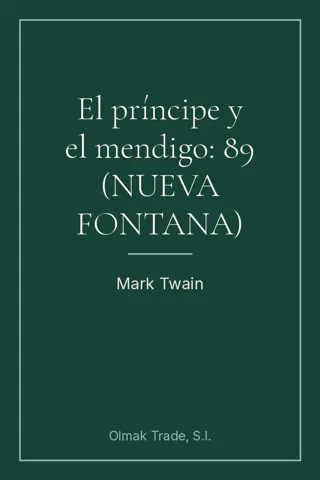 El príncipe y
el mendigo: 89
(NUEVA
FONTANA)
Mark Twain
Olmak Trade, S.l.